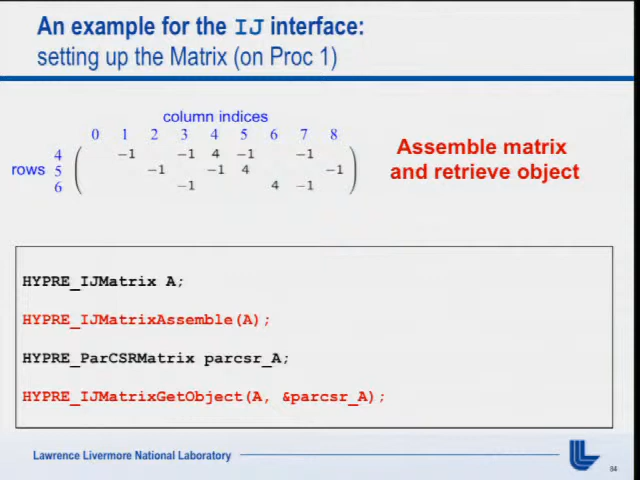 An example for the IJ interface:
setting up the Matrix (on Proc 1)
column indices
0 1 2 3 4 5 6 7 8
4 −1 −1 4 −1 −1
rows 5 −1 −1 4 −1
6 −1 4 −1
Assemble matrix
and retrieve object
HYPRE_IJMatrix A;
HYPRE_IJMatrixAssemble(A);
HYPRE_ParCSRMatrix parcsr_A;
HYPRE_IJMatrixGetObject(A, &parcsr_A);
Lawrence Livermore National Laboratory
84